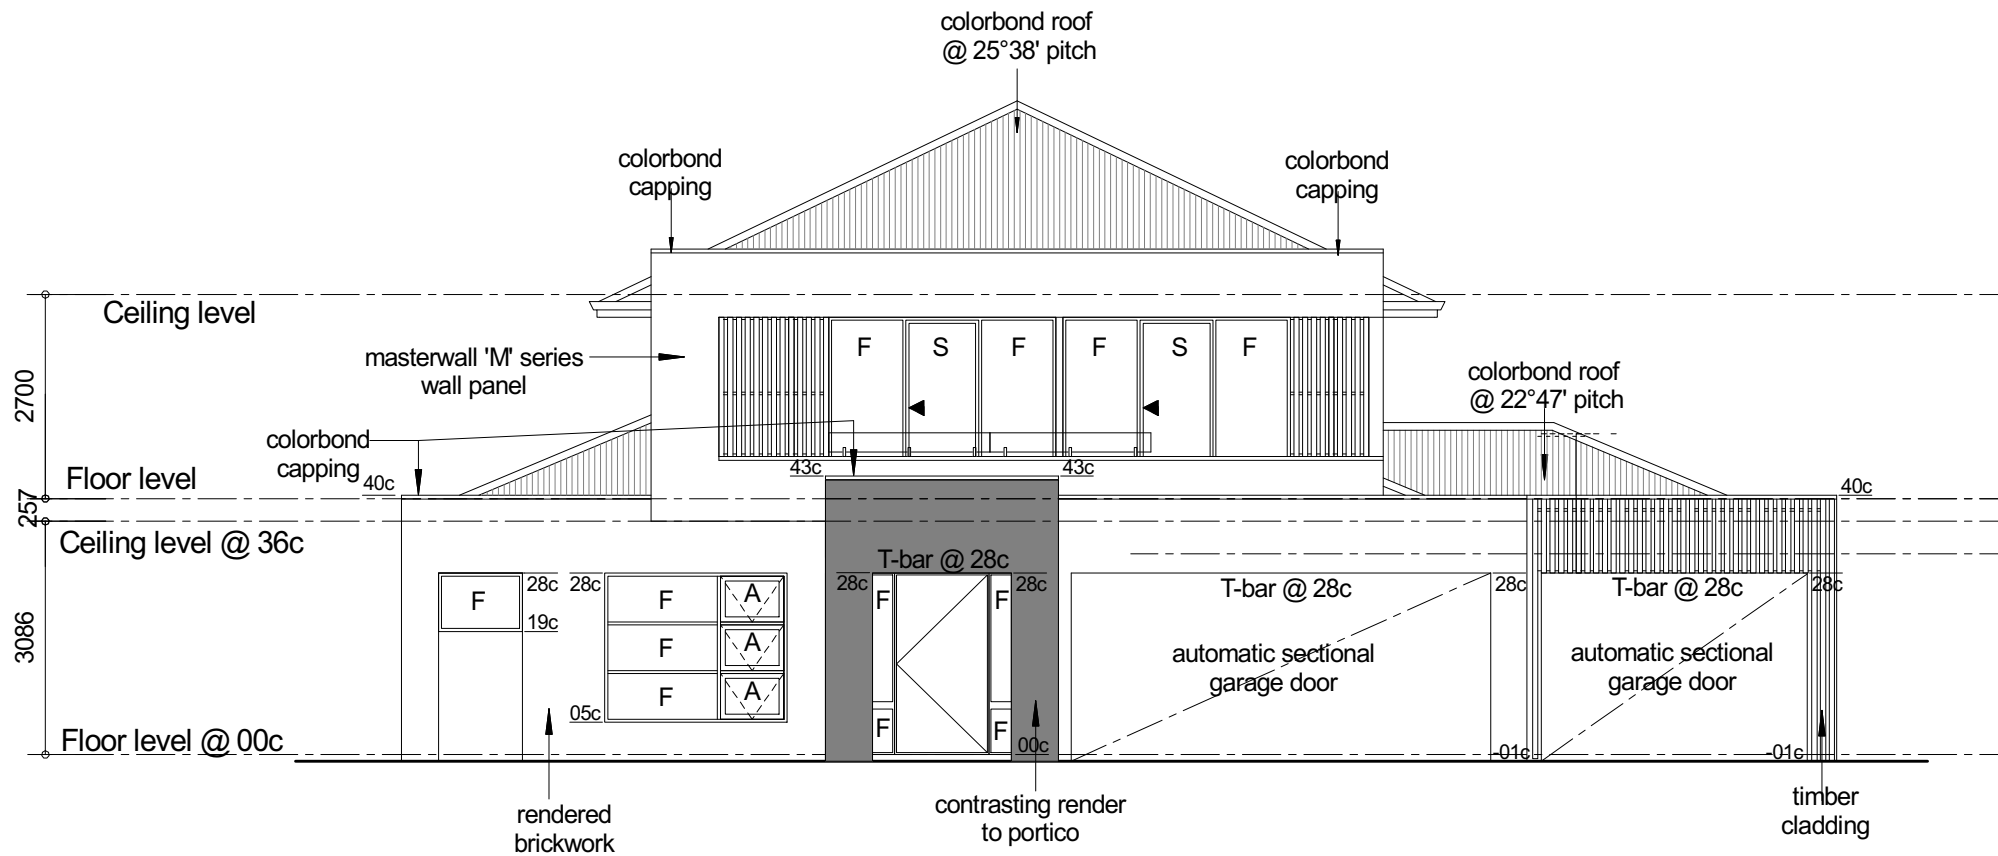 colorbond roof
@ 25°38' pitch
colorbond
capping
colorbond
capping
Ceiling level
masterwall 'M' series
wall panel
F
S
F
F
S
F
2700
colorbond roof
@ 22°47' pitch
colorbond
capping
43c
43c
Floor level
40c
40c
257
Ceiling level @ 36c
T-bar @ 28c
28c
28c
28c
28c
T-bar @ 28c
28c
T-bar @ 28c
28c
F
F
A
F
F
19c
3086
F
A
automatic sectional
garage door
automatic sectional
garage door
F
A
05c
F
F
Floor level @ 00c
00c
-01c
-01c
rendered
brickwork
contrasting render
to portico
timber
cladding